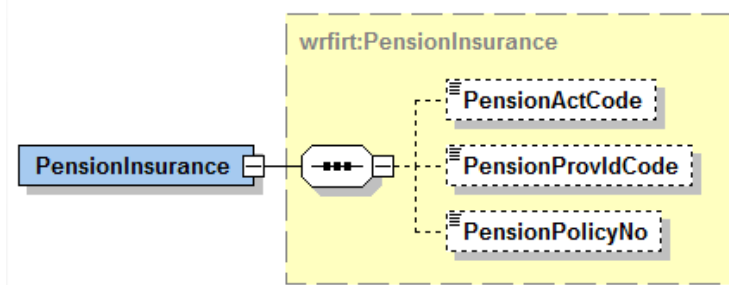 wrfirt:PensionInsurance
PensionActCode
PensionInsurance
PensionProvIdCode
PensionPolicyNo